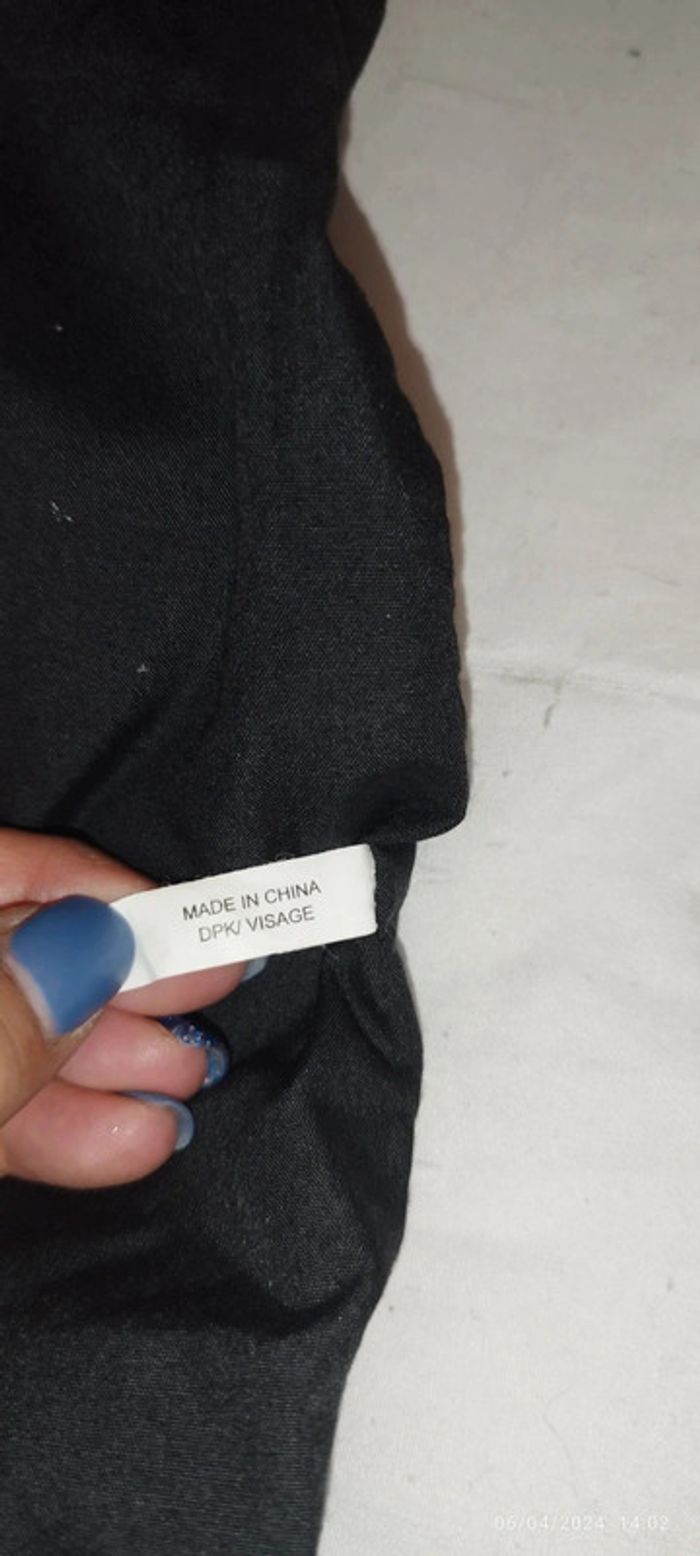 MADE IN CHINA
DPK/ VISAGE
06/04/2024 14:02